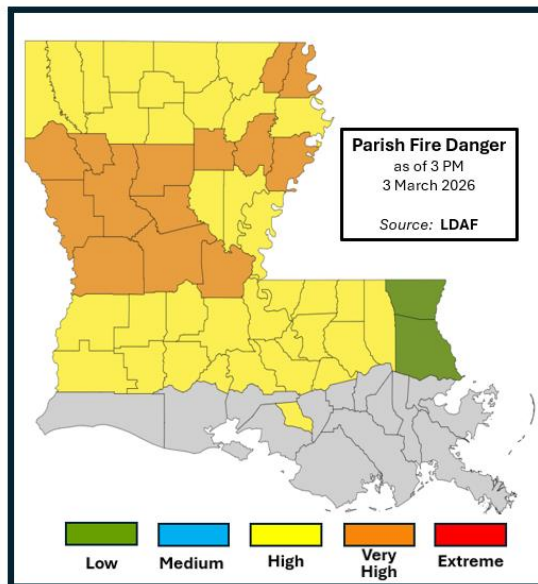 Parish Fire Danger
as of 3 PM
3 March 2026
Source: LDAF
Low
Medium
High
Very
High
Extreme